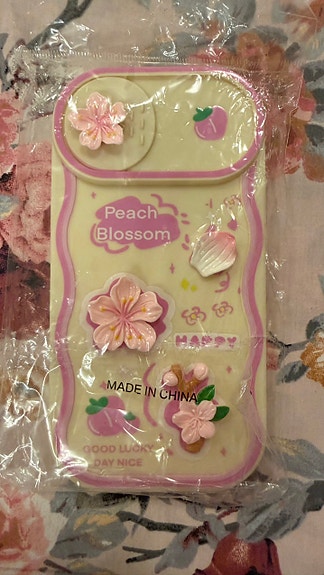 Peach
Blossom
HAPPY
MADE IN CHINA
GOOD LUCKY
DAY NICE